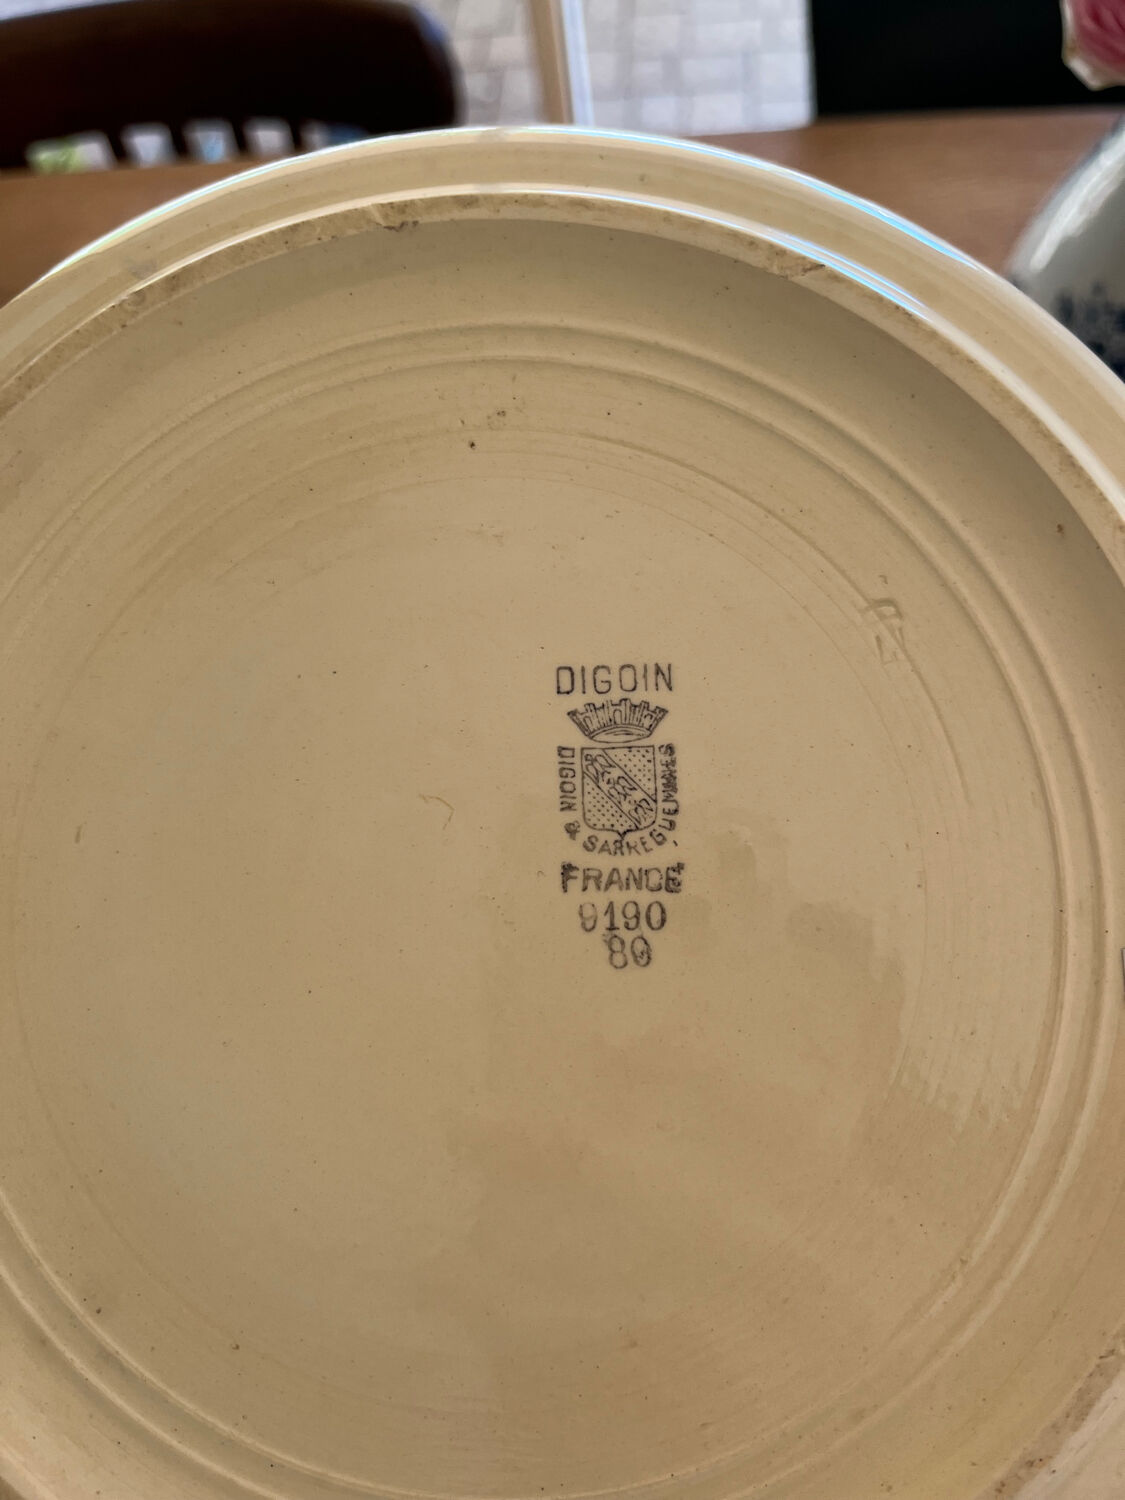 DIGOIN
DIGOIN & SARREGUEMINES
FRANCE
9190
80